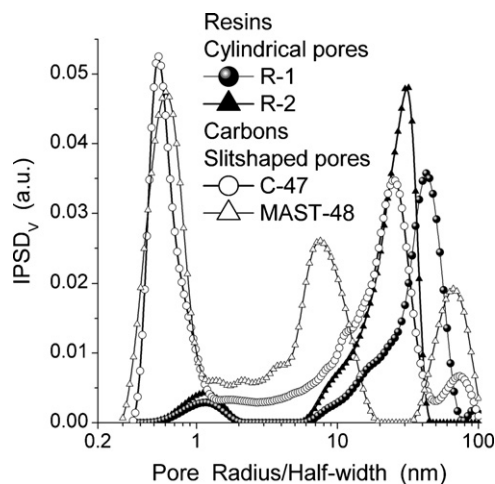 Resins
Cylindrical pores
R-1
R-2
Carbons
Slitshaped pores
C-47
MAST-48
IPSD_V (a.u.)
0.05
0.04
0.03
0.02
0.01
0.00
0.2 1 10 100
Pore Radius/Half-width (nm)